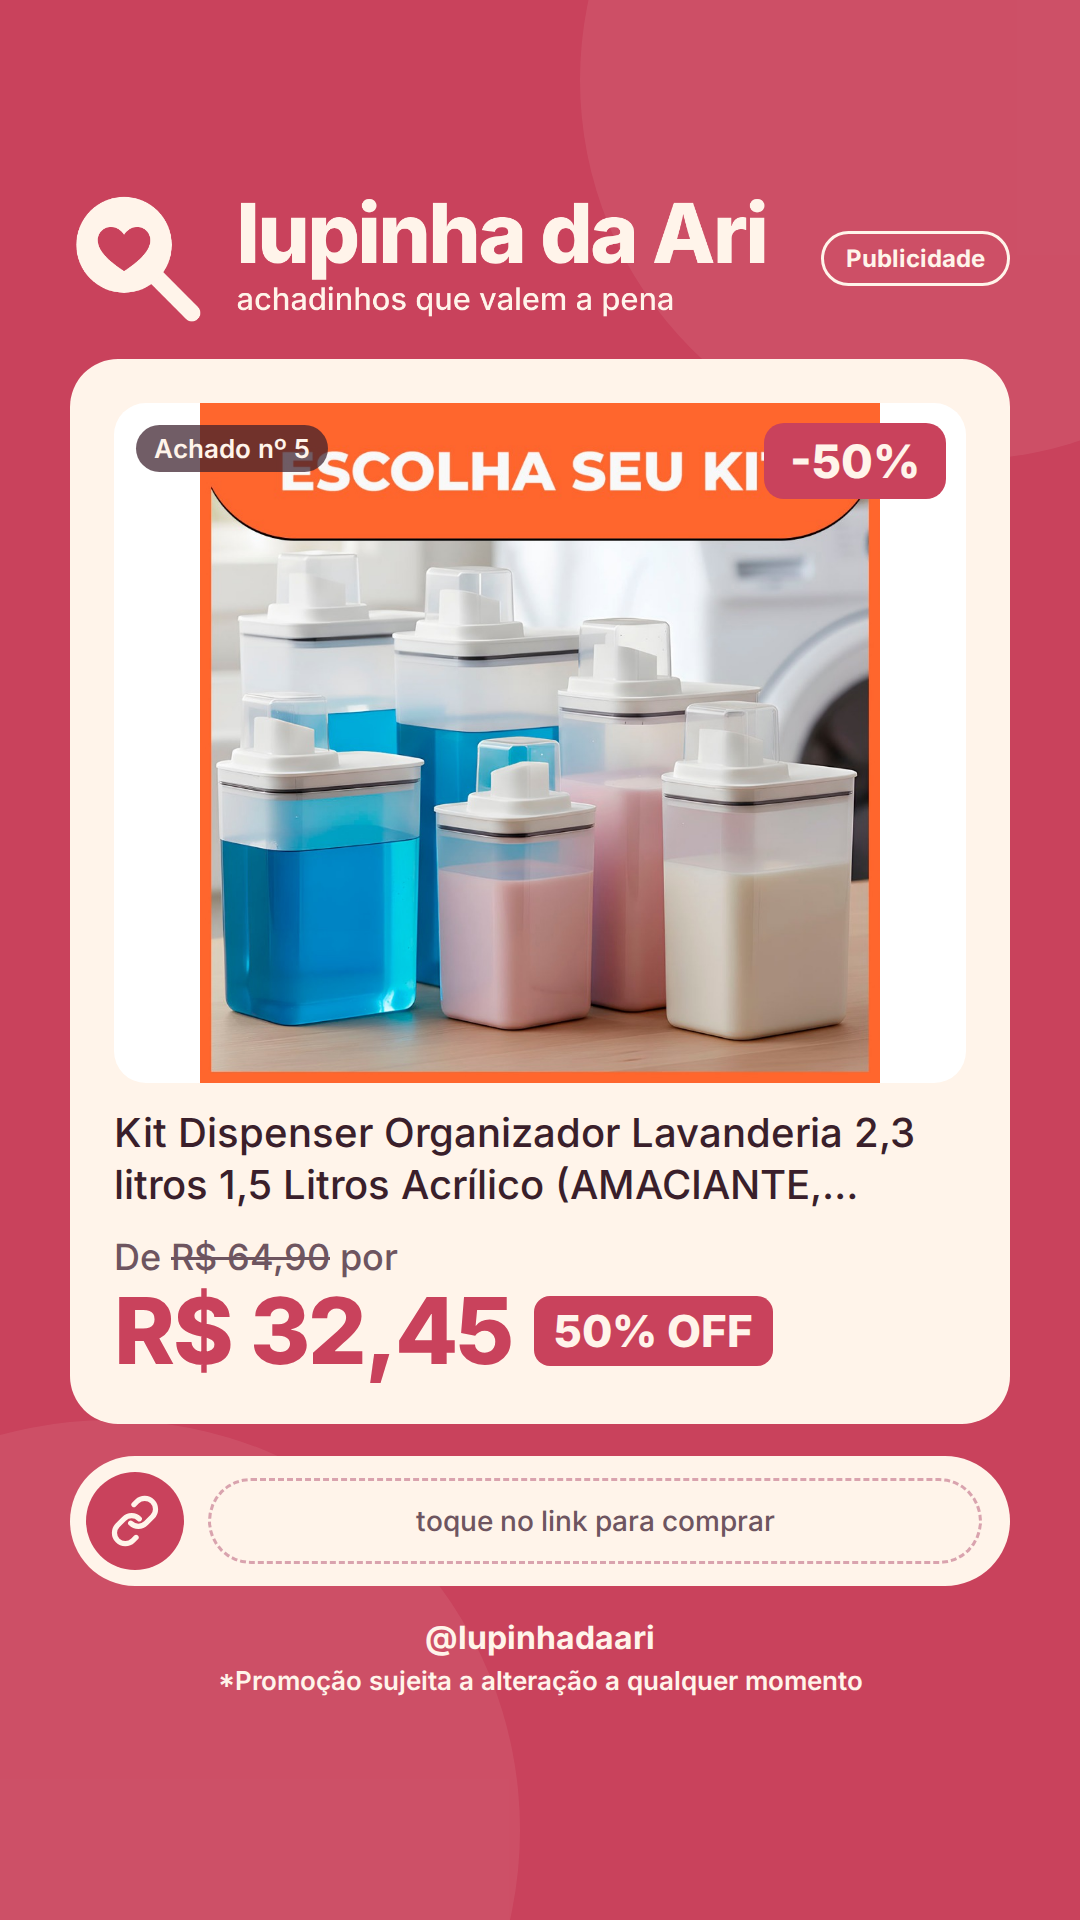 lupinha da Ari
achadinhos que valem a pena
Publicidade
Achado nº 5
ESCOLHA SEU KIT
-50%
Kit Dispenser Organizador Lavanderia 2,3
litros 1,5 Litros Acrílico (AMACIANTE,...
De R$ 64,90 por
R$ 32,45
50% OFF
toque no link para comprar
@lupinhadaari
*Promoção sujeita a alteração a qualquer momento